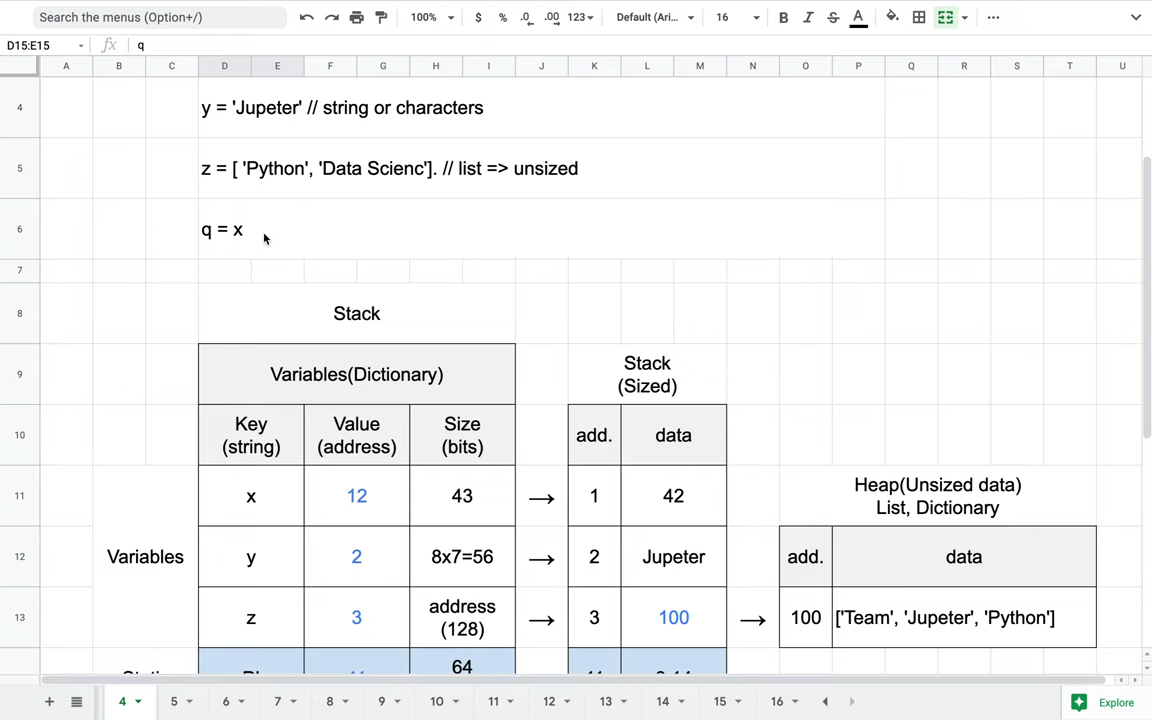 Search the menus (Option+/)
100%
$
%
.0
.00
123
Default (Ari...
16
B
I
S
A
D15:E15
fx
q
A B C D E F G H I J K L M N O P Q R S T U
4
y = 'Jupeter' // string or characters
5
z = [ 'Python', 'Data Scienc']. // list => unsized
6
q = x
7
8
Stack
9
Variables(Dictionary)
Stack
(Sized)
10
Key
(string)
Value
(address)
Size
(bits)
add.
data
11
x
12
43
→
1
42
Heap(Unsized data)
List, Dictionary
12
Variables
y
2
8x7=56
→
2
Jupeter
add.
data
13
z
3
address
(128)
→
3
100
→
100
['Team', 'Jupeter', 'Python']
64
+
4 5 6 7 8 9 10 11 12 13 14 15 16
Explore